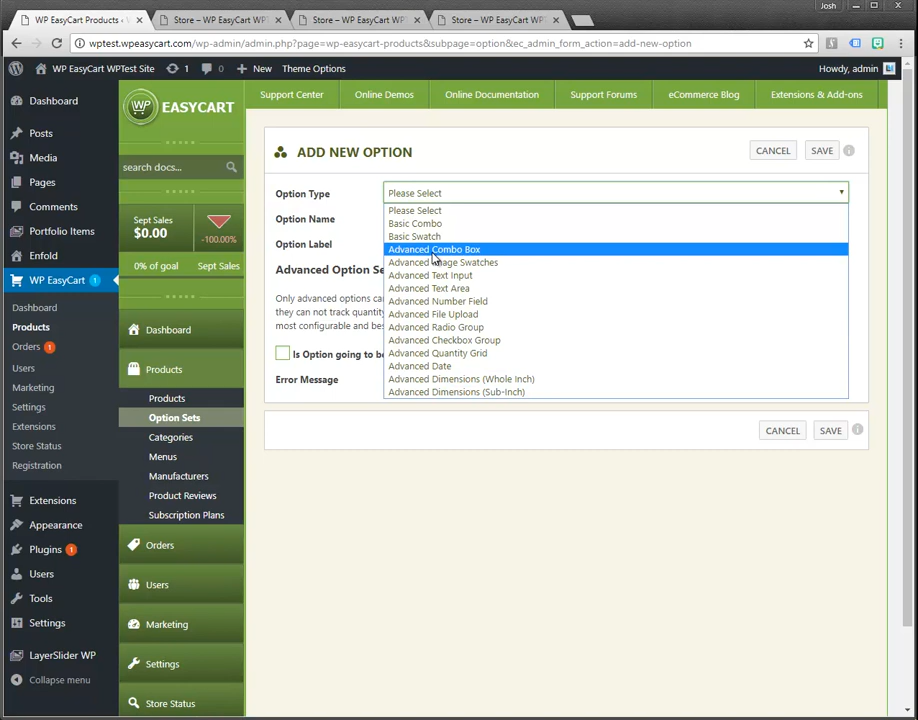 WP EasyCart Products ‹ W
Store – WP EasyCart WPTest
Store – WP EasyCart WPTest
Store – WP EasyCart WPTest
Josh
wptest.wpeasycart.com/wp-admin/admin.php?page=wp-easycart-products&subpage=option&ec_admin_form_action=add-new-option
WP EasyCart WPTest Site
1
0
New
Theme Options
Howdy, admin
Dashboard
Posts
Media
Pages
Comments
Portfolio Items
Enfold
WP EasyCart 1
Dashboard
Products
Orders 1
Users
Marketing
Settings
Extensions
Store Status
Registration
Extensions
Appearance
Plugins 1
Users
Tools
Settings
LayerSlider WP
Collapse menu
WP EASYCART
search docs...
Sept Sales
$0.00
-100.00%
0% of goal
Sept Sales
Dashboard
Products
Products
Option Sets
Categories
Menus
Manufacturers
Product Reviews
Subscription Plans
Orders
Users
Marketing
Settings
Store Status
Support Center
Online Demos
Online Documentation
Support Forums
eCommerce Blog
Extensions & Add-ons
ADD NEW OPTION
CANCEL
SAVE
Option Type
Please Select
Option Name
Option Label
Advanced Option Se
Only advanced options ca
they can not track quantit
most configurable and bes
Is Option going to be
Error Message
Please Select
Basic Combo
Basic Swatch
Advanced Combo Box
Advanced Image Swatches
Advanced Text Input
Advanced Text Area
Advanced Number Field
Advanced File Upload
Advanced Radio Group
Advanced Checkbox Group
Advanced Quantity Grid
Advanced Date
Advanced Dimensions (Whole Inch)
Advanced Dimensions (Sub-Inch)
CANCEL
SAVE